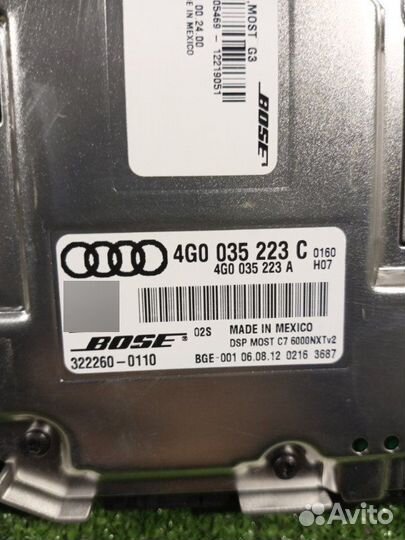 ,MOST G3
00 24.00
05469 - 12219051
IN MEXICO
BOSE
4G0 035 223 C 0160
4G0 035 223 A H07
BOSE® 02S MADE IN MEXICO
DSP MOST C7 6000NXTv2
322260-0110 BGE-001 06.08.12 0216 3687
Avito